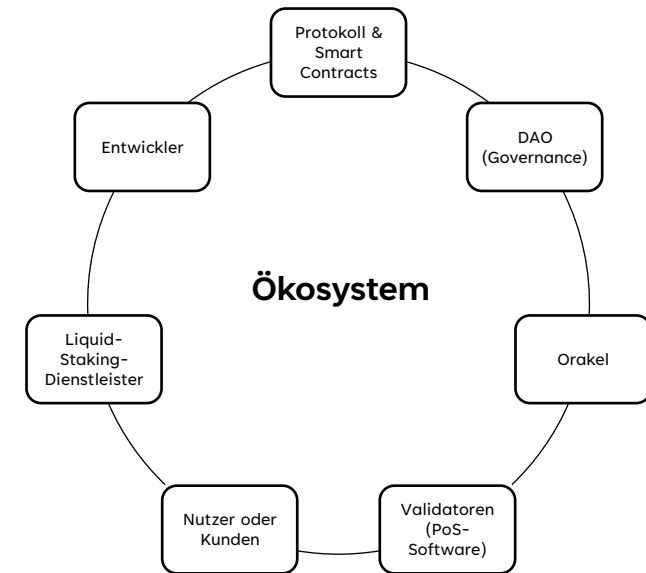 Protokoll &
Smart
Contracts
Entwickler
DAO
(Governance)
Ökosystem
Liquid-
Staking-
Dienstleister
Orakel
Nutzer oder
Kunden
Validatoren
(PoS-
Software)